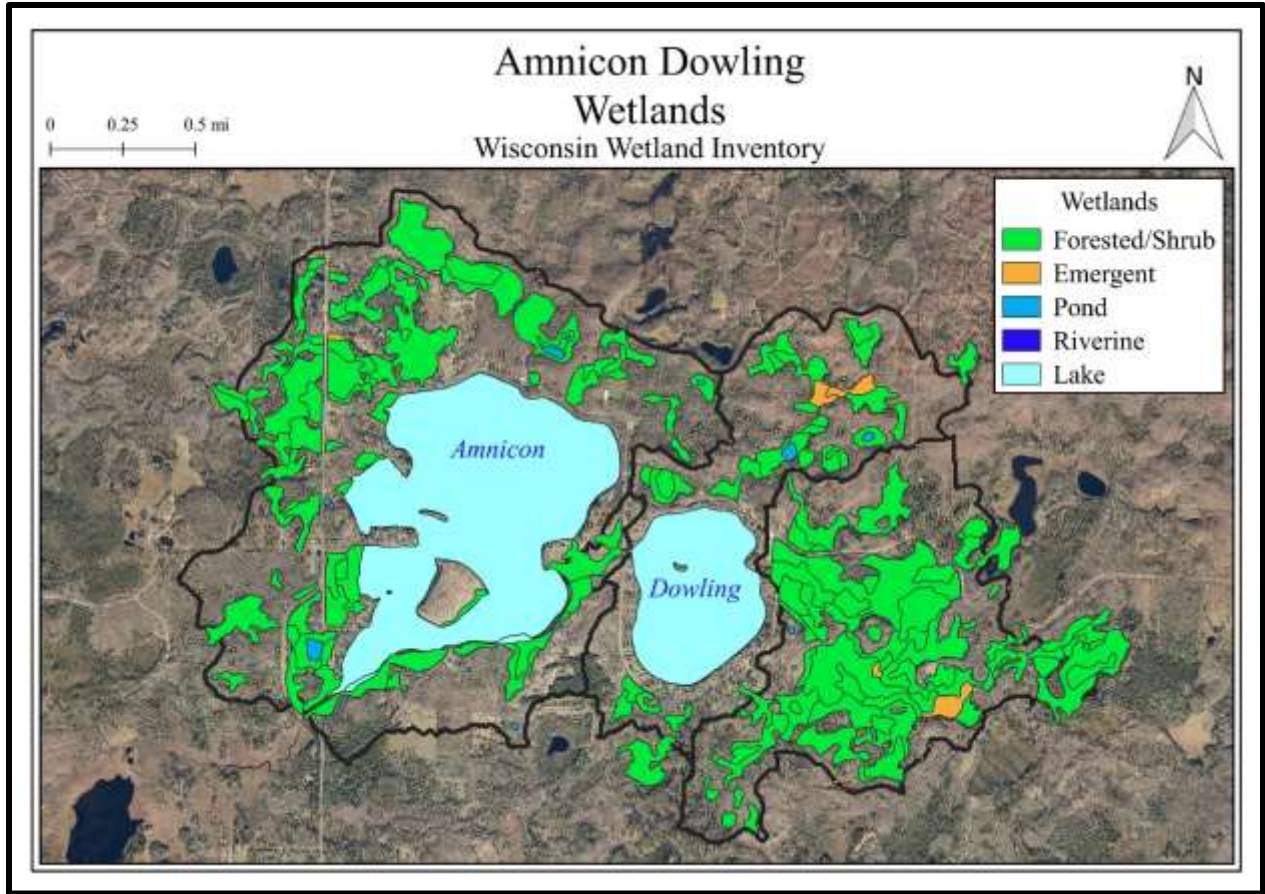 Amnicon Dowling
Wetlands
Wisconsin Wetland Inventory
0 0.25 0.5 mi
N
Wetlands
Forested/Shrub
Emergent
Pond
Riverine
Lake
Amnicon
Dowling